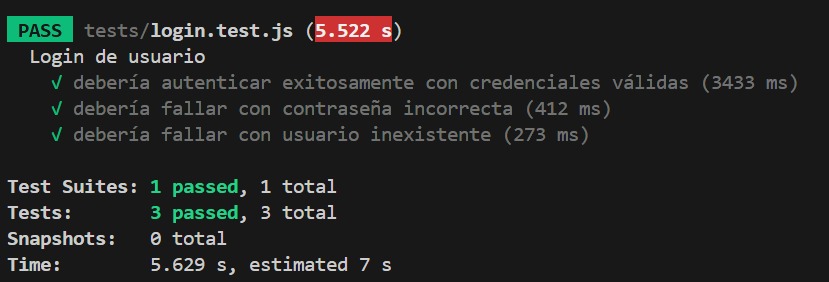 PASS tests/login.test.js (5.522 s)
Login de usuario
√ debería autenticar exitosamente con credenciales válidas (3433 ms)
√ debería fallar con contraseña incorrecta (412 ms)
√ debería fallar con usuario inexistente (273 ms)
Test Suites: 1 passed, 1 total
Tests: 3 passed, 3 total
Snapshots: 0 total
Time: 5.629 s, estimated 7 s